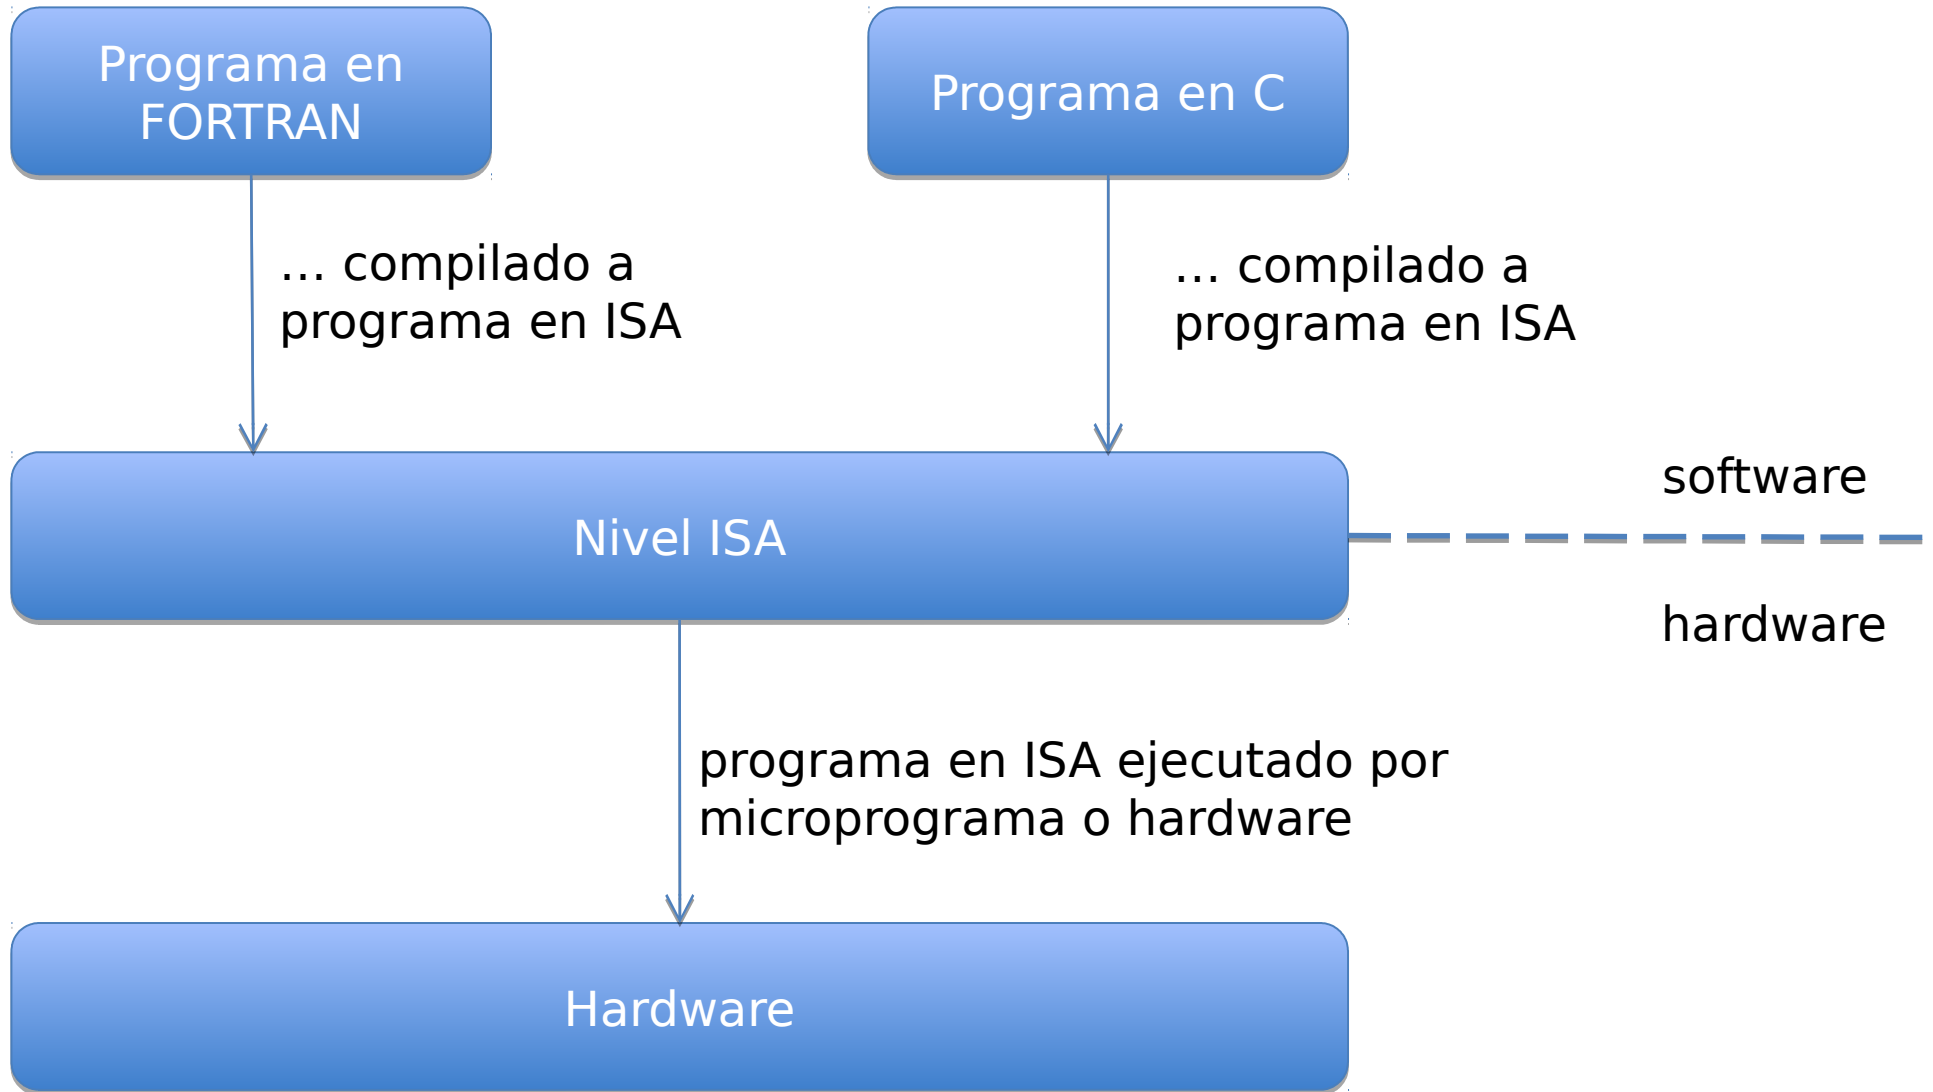 Programa en
FORTRAN
Programa en C
... compilado a
programa en ISA
... compilado a
programa en ISA
software
Nivel ISA
hardware
programa en ISA ejecutado por
microprograma o hardware
Hardware